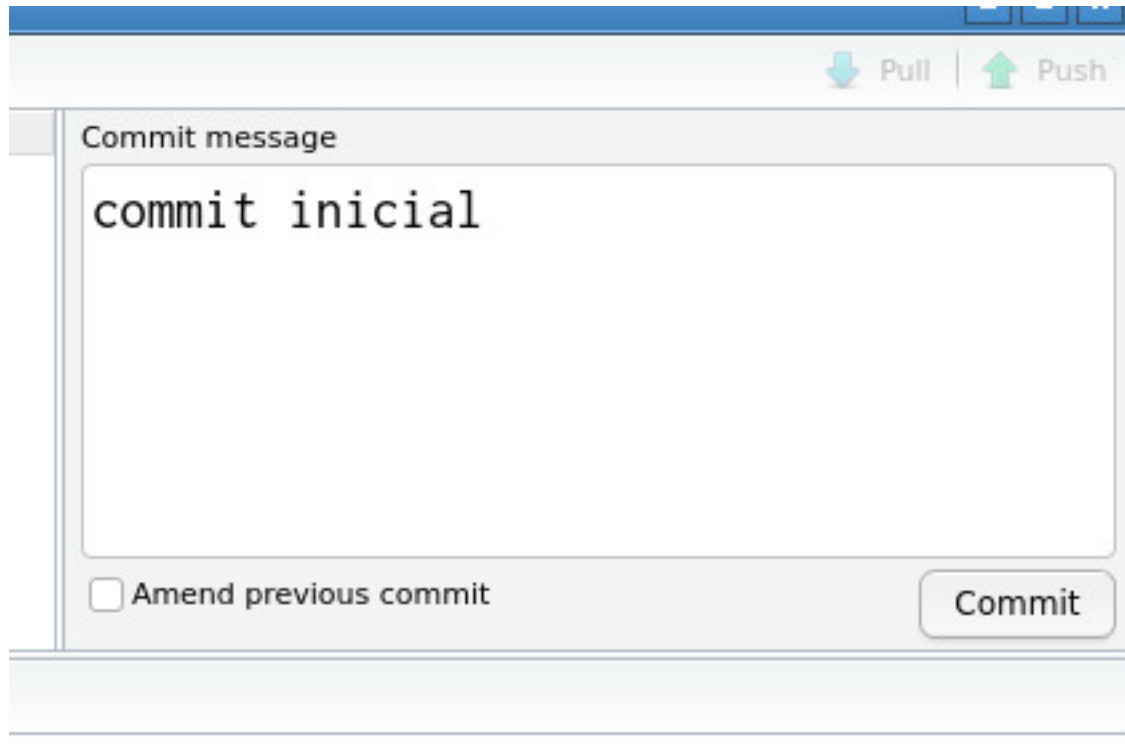 Pull Push
Commit message
commit inicial
Amend previous commit
Commit